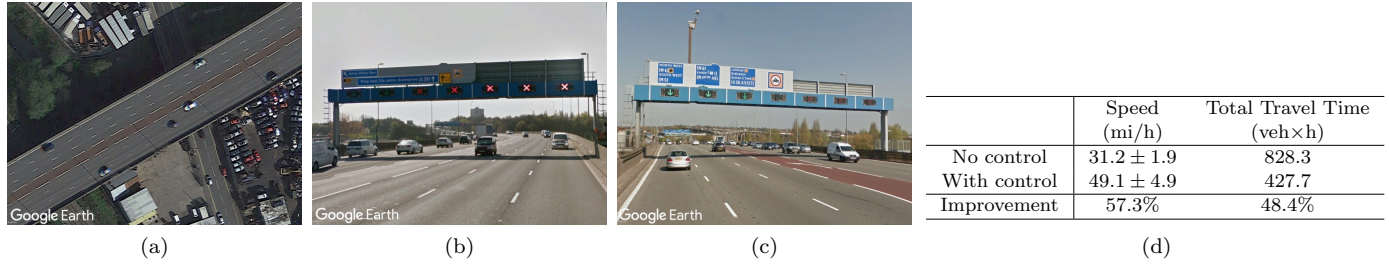 Google Earth
(a)
Google Earth
(b)
Google Earth
(c)
Speed Total Travel Time
(mi/h) (veh×h)
No control 31.2 ± 1.9 828.3
With control 49.1 ± 4.9 427.7
Improvement 57.3% 48.4%
(d)